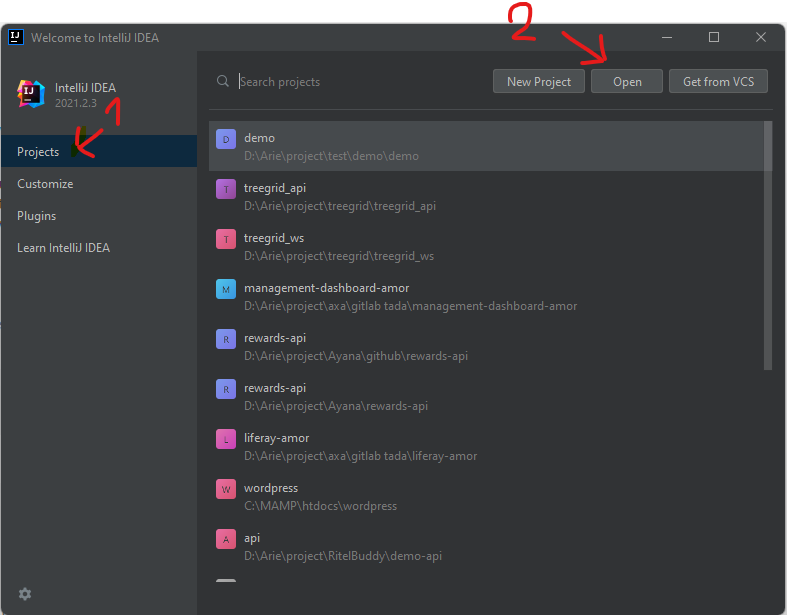 2
IJ
Welcome to IntelliJ IDEA
IJ
IntelliJ IDEA
2021.2.3
1
Projects
Customize
Plugins
Learn IntelliJ IDEA
Search projects
New Project
Open
Get from VCS
D
demo
D:\Arie\project\test\demo\demo
T
treegrid_api
D:\Arie\project\treegrid\treegrid_api
T
treegrid_ws
D:\Arie\project\treegrid\treegrid_ws
M
management-dashboard-amor
D:\Arie\project\axa\gitlab tada\management-dashboard-amor
R
rewards-api
D:\Arie\project\Ayana\github\rewards-api
R
rewards-api
D:\Arie\project\Ayana\rewards-api
L
liferay-amor
D:\Arie\project\axa\gitlab tada\liferay-amor
W
wordpress
C:\MAMP\htdocs\wordpress
A
api
D:\Arie\project\RitelBuddy\demo-api